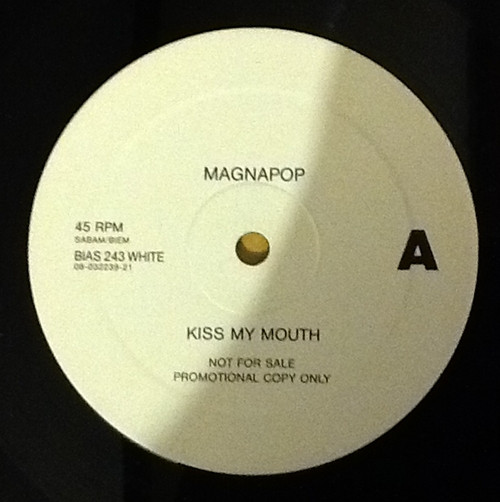 MAGNAPOP
45 RPM
SABAM/BIEM
BIAS 243 WHITE
08-032239-21
A
KISS MY MOUTH
NOT FOR SALE
PROMOTIONAL COPY ONLY